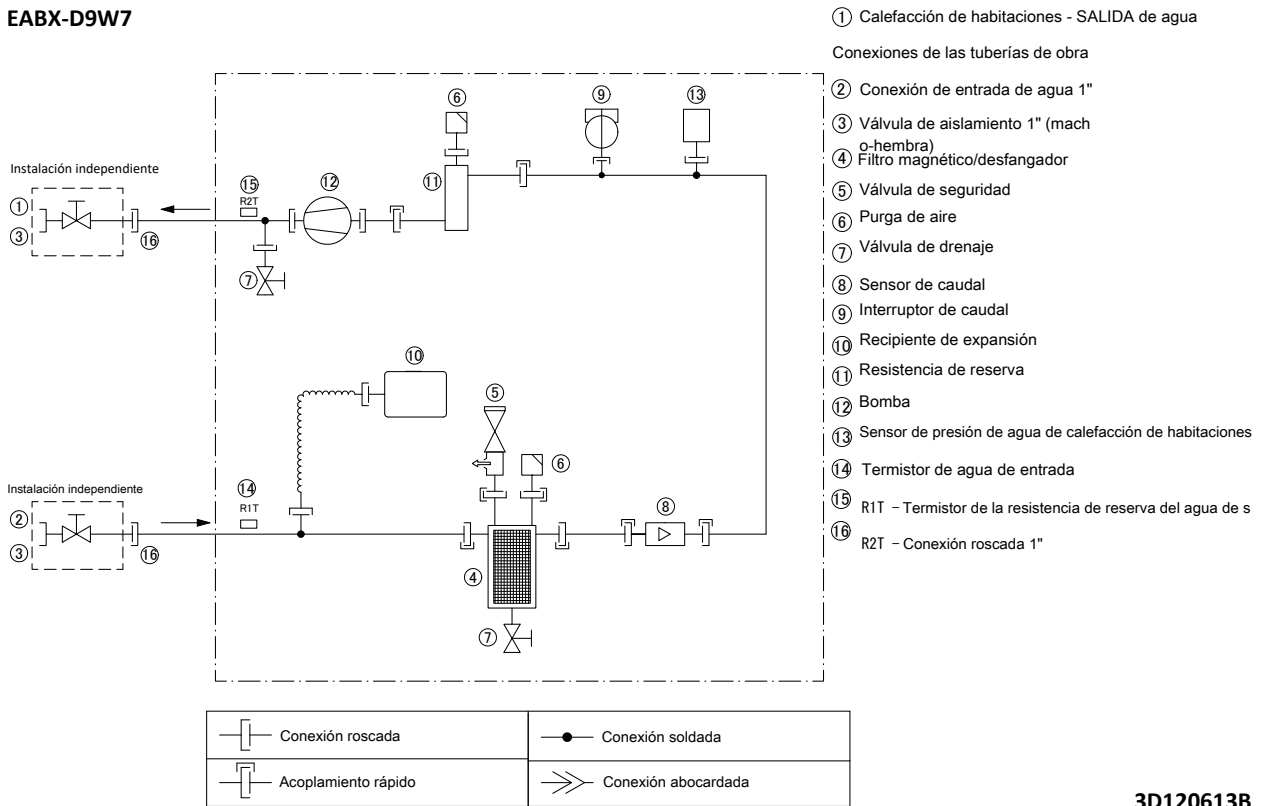 EABX-D9W7
① Calefacción de habitaciones - SALIDA de agua
Conexiones de las tuberías de obra
② Conexión de entrada de agua 1"
③ Válvula de aislamiento 1" (mach
o-hembra)
④ Filtro magnético/desfangador
⑤ Válvula de seguridad
⑥ Purga de aire
⑦ Válvula de drenaje
⑧ Sensor de caudal
⑨ Interruptor de caudal
⑩ Recipiente de expansión
⑪ Resistencia de reserva
⑫ Bomba
⑬ Sensor de presión de agua de calefacción de habitaciones
⑭ Termistor de agua de entrada
⑮ R1T – Termistor de la resistencia de reserva del agua de s
⑯ R2T – Conexión roscada 1"
⑥
⑨
⑬
Instalación independiente
①
③
⑯
⑮
R2T
⑫
⑪
⑦
⑩
⑤
⑥
Instalación independiente
②
③
⑯
⑭
R1T
④
⑧
⑦
Conexión roscada
Conexión soldada
Acoplamiento rápido
Conexión abocardada
3D120613B